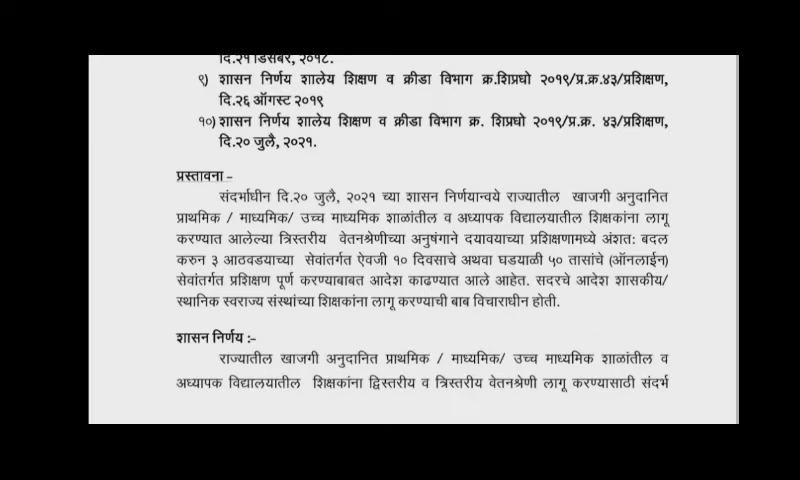 दि.२१ डिसेंबर, २०१८.
९) शासन निर्णय शालेय शिक्षण व क्रीडा विभाग क्र.शिप्रधो २०१९/प्र.क्र.४३/प्रशिक्षण,
दि.२६ ऑगस्ट २०१९
१०) शासन निर्णय शालेय शिक्षण व क्रीडा विभाग क्र. शिप्रधो २०१९/प्र.क्र. ४३/प्रशिक्षण,
दि.२० जुलै, २०२१.
प्रस्तावना –
संदर्भाधीन दि.२० जुलै, २०२१ च्या शासन निर्णयान्वये राज्यातील खाजगी अनुदानित
प्राथमिक / माध्यमिक/ उच्च माध्यमिक शाळांतील व अध्यापक विद्यालयातील शिक्षकांना लागू
करण्यात आलेल्या त्रिस्तरीय वेतनश्रेणीच्या अनुषंगाने दयावयाच्या प्रशिक्षणामध्ये अंशत: बदल
करुन ३ आठवडयाच्या सेवांतर्गत ऐवजी १० दिवसाचे अथवा घडयाळी ५० तासांचे (ऑनलाईन)
सेवांतर्गत प्रशिक्षण पूर्ण करण्याबाबत आदेश काढण्यात आले आहेत. सदरचे आदेश शासकीय/
स्थानिक स्वराज्य संस्थांच्या शिक्षकांना लागू करण्याची बाब विचाराधीन होती.
शासन निर्णय :-
राज्यातील खाजगी अनुदानित प्राथमिक / माध्यमिक/ उच्च माध्यमिक शाळांतील व
अध्यापक विद्यालयातील शिक्षकांना द्विस्तरीय व त्रिस्तरीय वेतनश्रेणी लागू करण्यासाठी संदर्भ